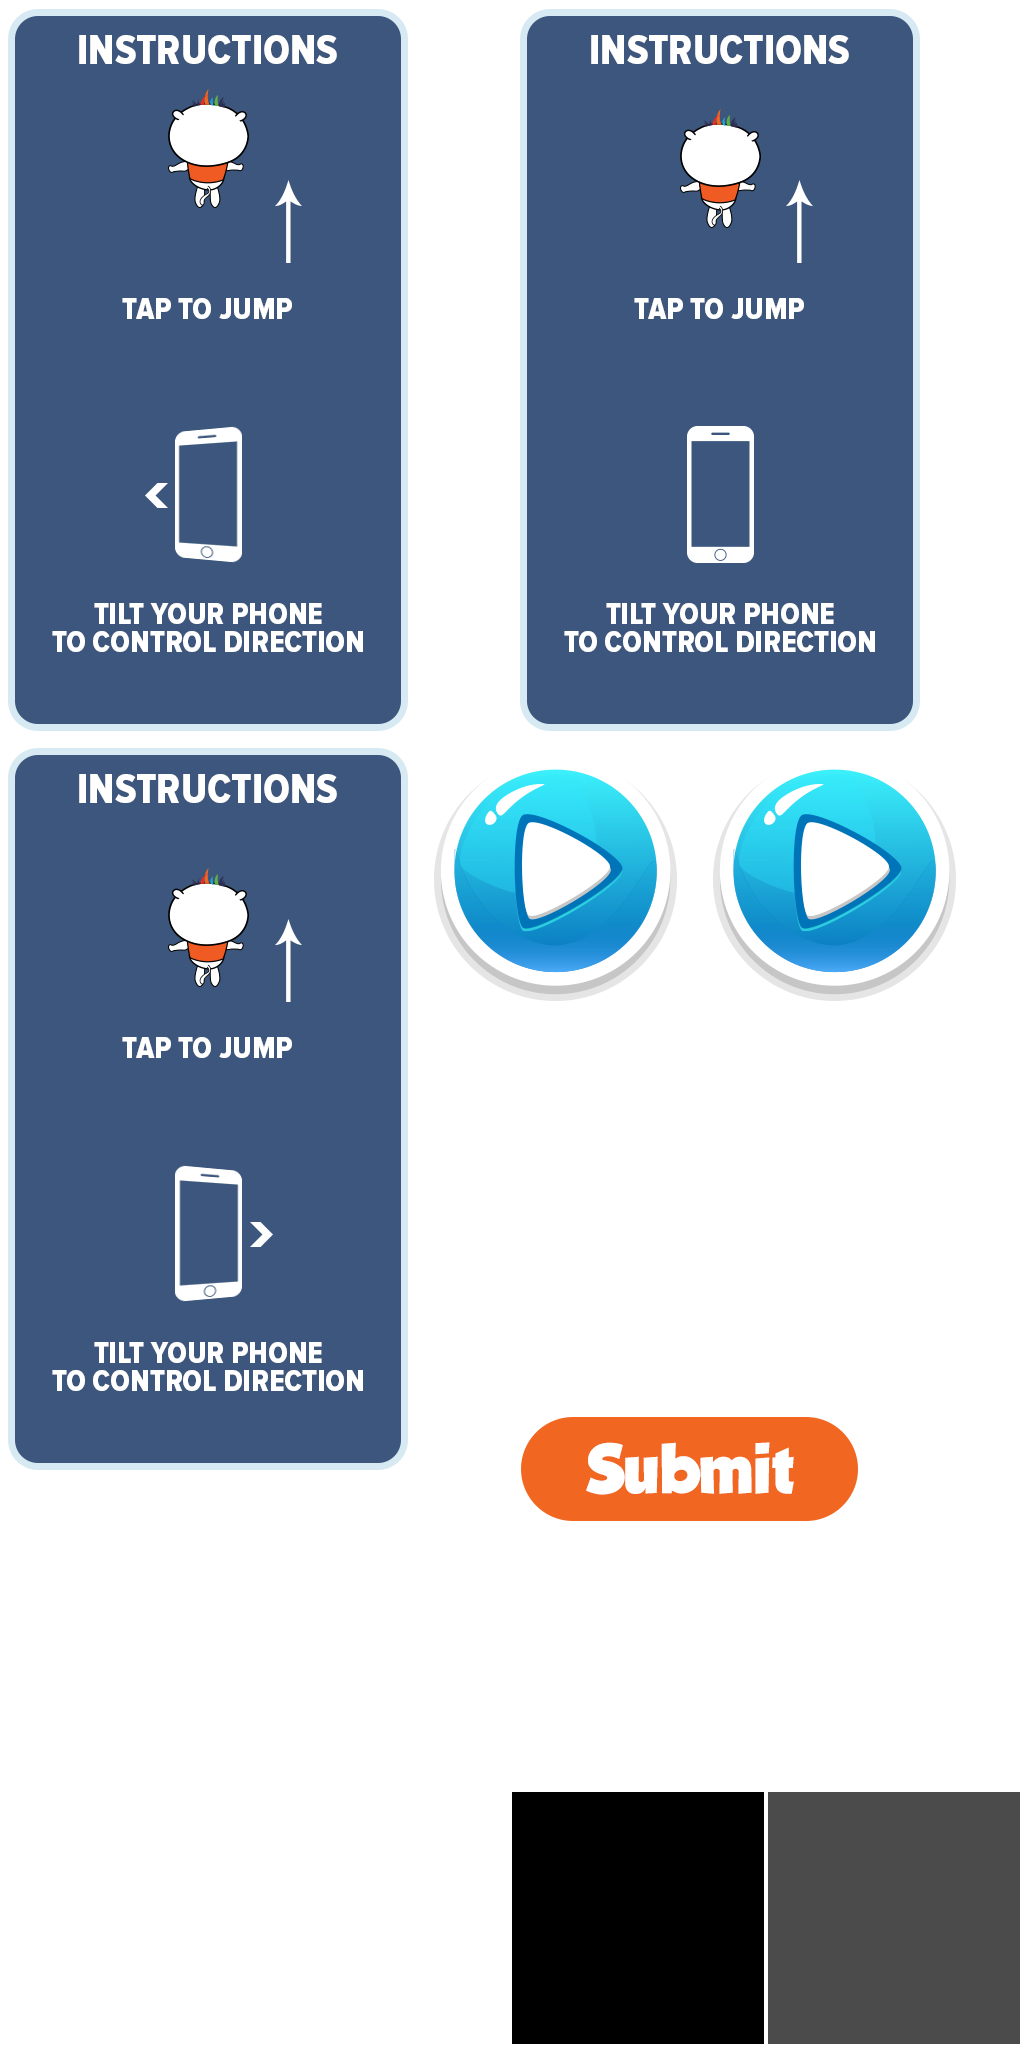 INSTRUCTIONS
TAP TO JUMP
TILT YOUR PHONE
TO CONTROL DIRECTION
INSTRUCTIONS
TAP TO JUMP
TILT YOUR PHONE
TO CONTROL DIRECTION
INSTRUCTIONS
TAP TO JUMP
TILT YOUR PHONE
TO CONTROL DIRECTION
Submit